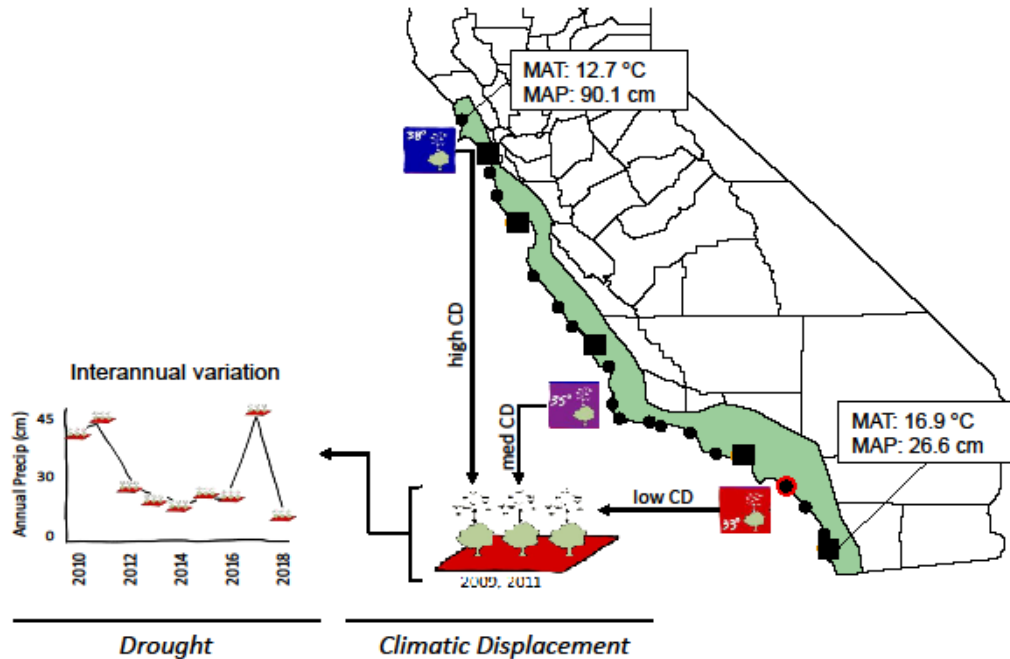 MAT: 12.7 ºC
MAP: 90.1 cm
38°
high CD
Interannual variation
Annual Precip (cm)
45
30
0
2010
2012
2014
2016
2018
35°
med CD
MAT: 16.9 ºC
MAP: 26.6 cm
low CD
33°
2009, 2011
Drought
Climatic Displacement